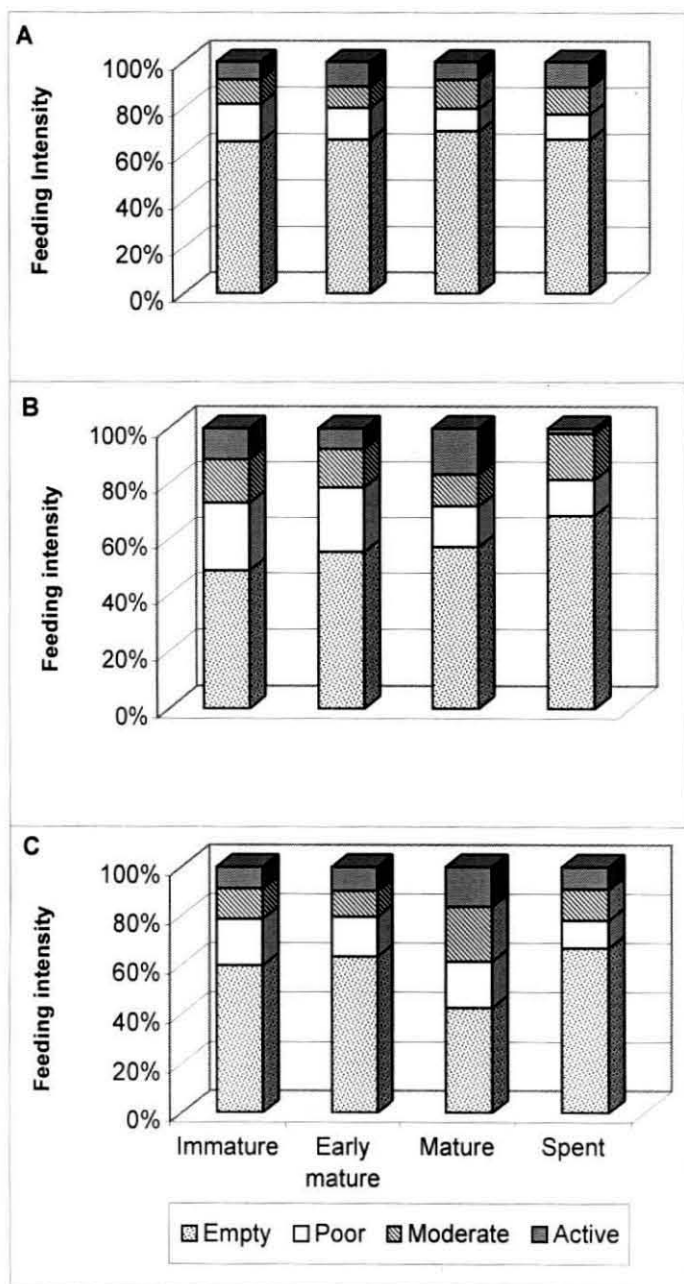 A
Feeding Intensity
100%
80%
60%
40%
20%
0%
B
Feeding intensity
100%
80%
60%
40%
20%
0%
C
Feeding intensity
100%
80%
60%
40%
20%
0%
Immature Early mature Mature Spent
Empty Poor Moderate Active